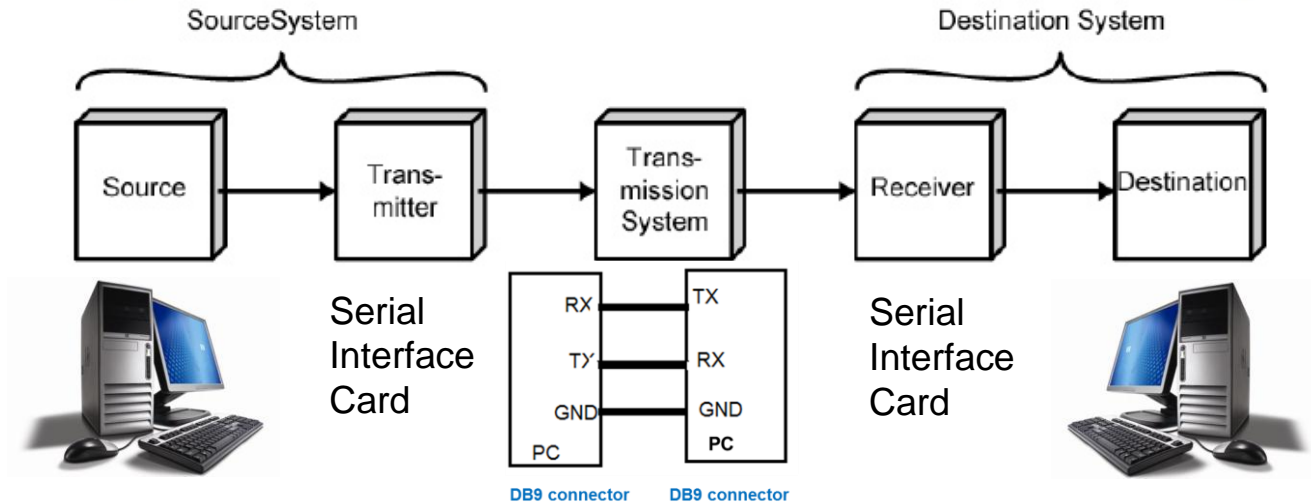 SourceSystem
Destination System
Source
Trans-
mitter
Trans-
mission
System
Receiver
Destination
Serial
Interface
Card
RX
TX
GND
PC
TX
RX
GND
PC
Serial
Interface
Card
DB9 connector
DB9 connector